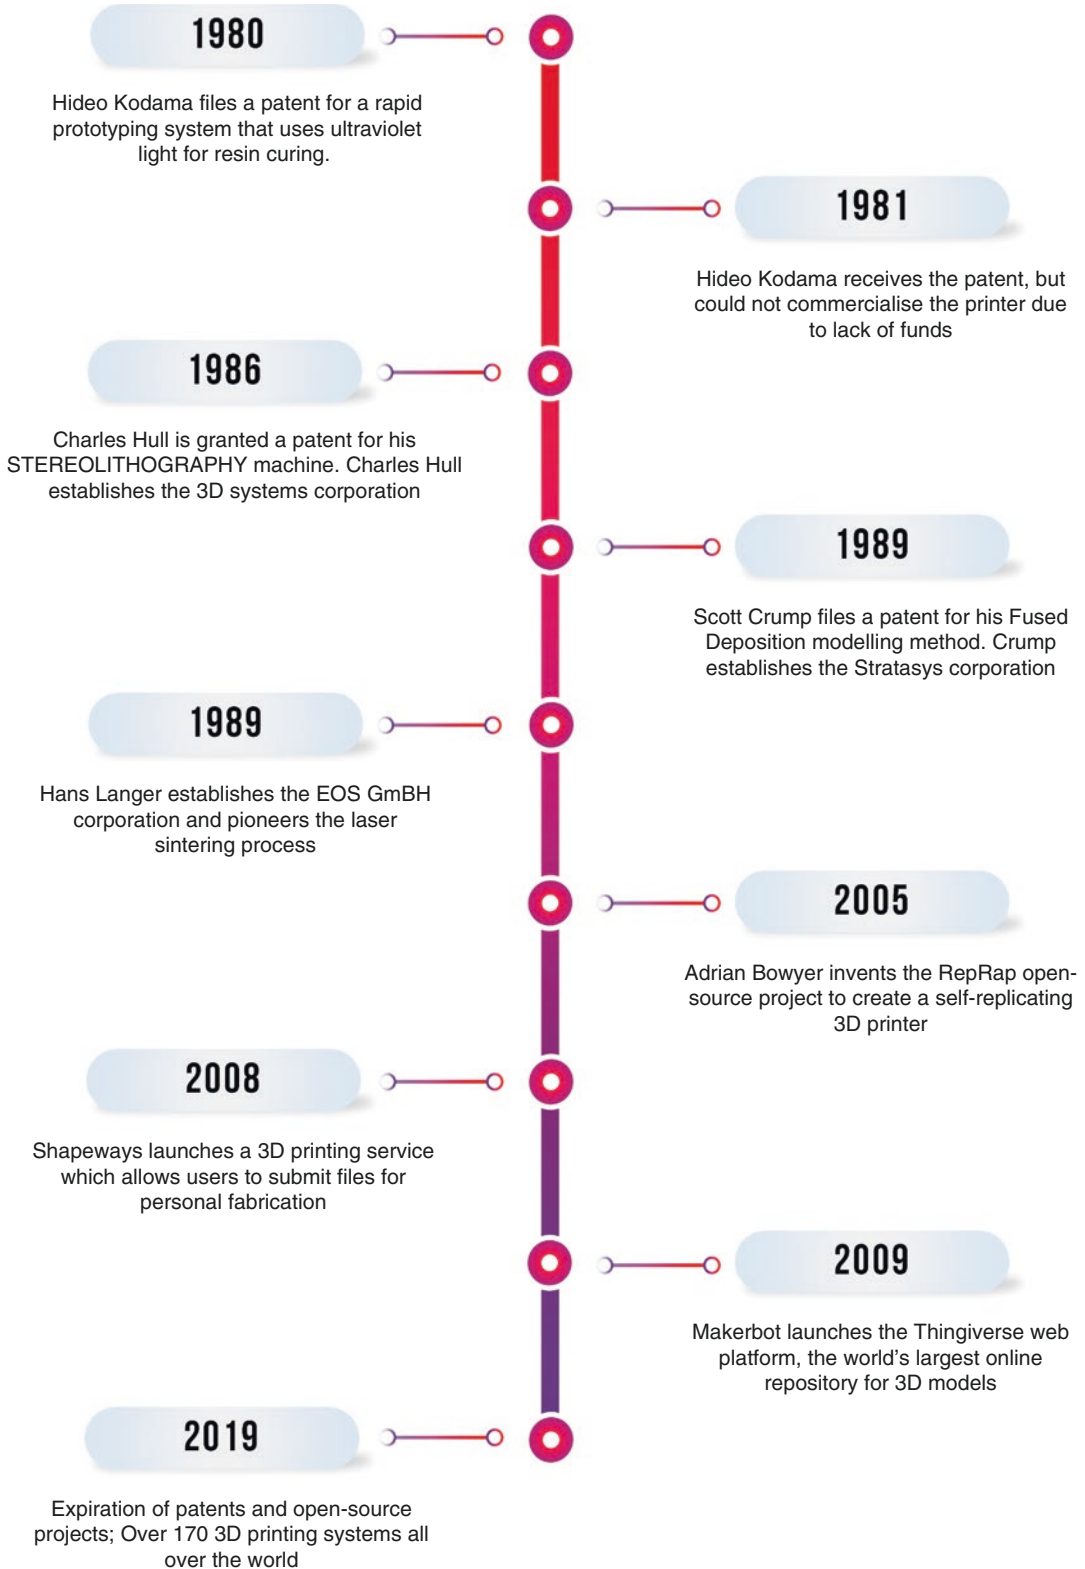 1980
Hideo Kodama files a patent for a rapid
prototyping system that uses ultraviolet
light for resin curing.
1981
Hideo Kodama receives the patent, but
could not commercialise the printer due
to lack of funds
1986
Charles Hull is granted a patent for his
STEREOLITHOGRAPHY machine. Charles Hull
establishes the 3D systems corporation
1989
Scott Crump files a patent for his Fused
Deposition modelling method. Crump
establishes the Stratasys corporation
1989
Hans Langer establishes the EOS GmBH
corporation and pioneers the laser
sintering process
2005
Adrian Bowyer invents the RepRap open-
source project to create a self-replicating
3D printer
2008
Shapeways launches a 3D printing service
which allows users to submit files for
personal fabrication
2009
Makerbot launches the Thingiverse web
platform, the world's largest online
repository for 3D models
2019
Expiration of patents and open-source
projects; Over 170 3D printing systems all
over the world